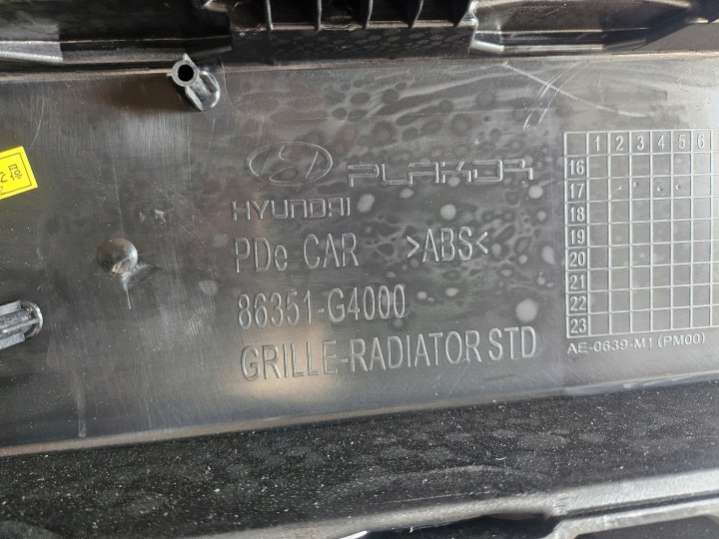 PLAKOR
HYUNDAI
PDe CAR >ABS<
86351-G4000
GRILLE-RADIATOR STD
1 2 3 4 5 6
16
17
18
19
20
21
22
23
AE-0639-M1 (PM00)